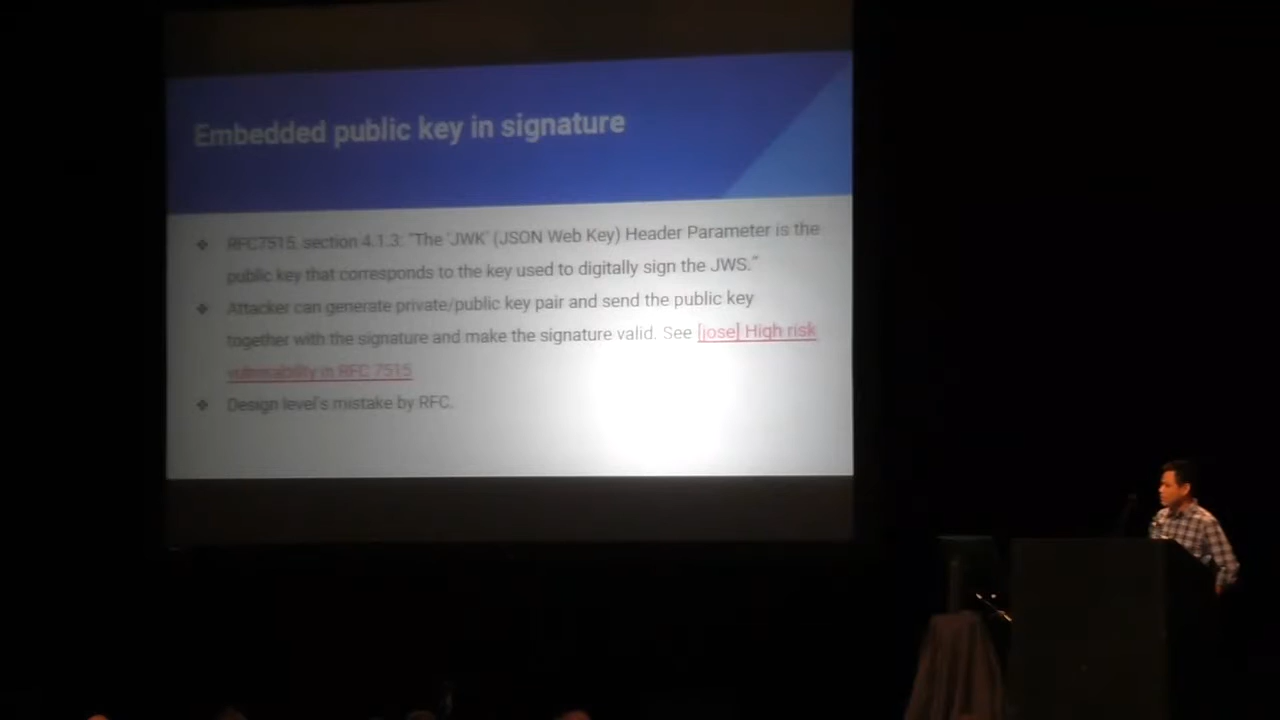 Embedded public key in signature
❖ RFC7515, section 4.1.3: "The 'JWK' (JSON Web Key) Header Parameter is the
public key that corresponds to the key used to digitally sign the JWS."
❖ Attacker can generate private/public key pair and send the public key
together with the signature and make the signature valid. See [jose] High risk
vulnerability in RFC 7515
❖ Design level's mistake by RFC.